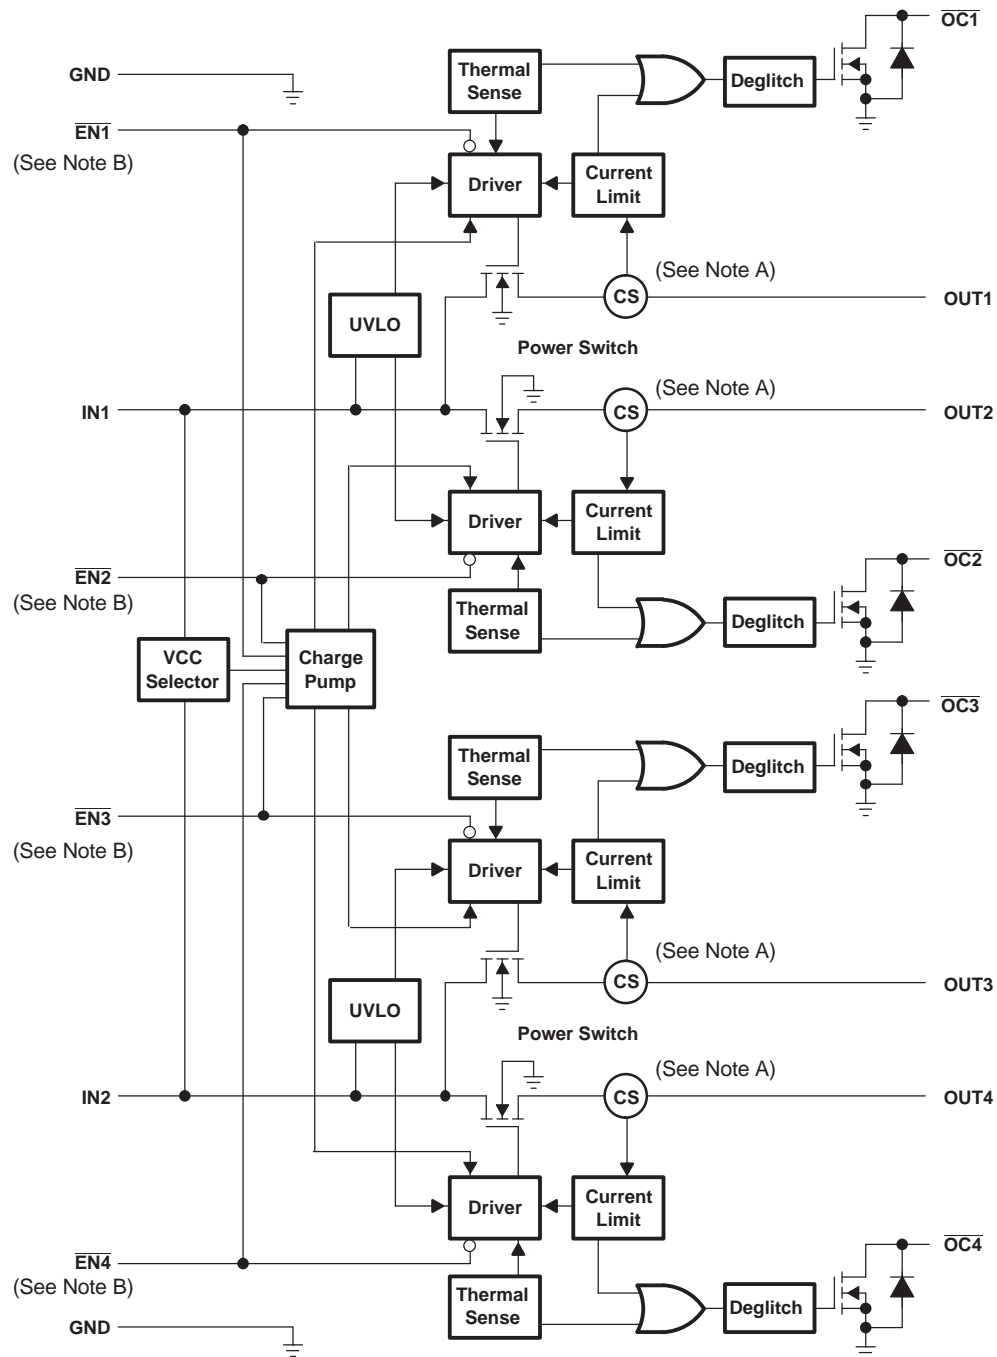 OC1
GND
Thermal
Sense
Deglitch
EN1
(See Note B)
Driver
Current
Limit
(See Note A)
CS
OUT1
UVLO
Power Switch
(See Note A)
IN1
CS
OUT2
Driver
Current
Limit
OC2
EN2
(See Note B)
Thermal
Sense
Deglitch
VCC
Selector
Charge
Pump
OC3
Thermal
Sense
Deglitch
EN3
(See Note B)
Driver
Current
Limit
(See Note A)
CS
OUT3
UVLO
Power Switch
(See Note A)
IN2
CS
OUT4
Driver
Current
Limit
OC4
EN4
(See Note B)
Thermal
Sense
Deglitch
GND